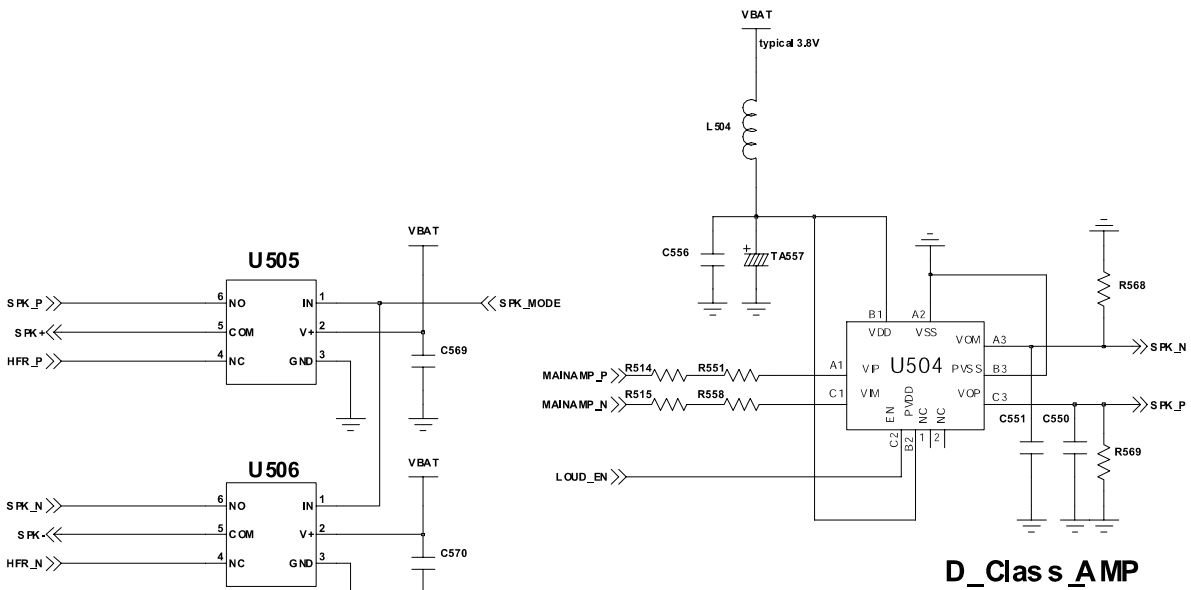 VBAT
typical 3.8V
L504
C556
+
TA557
R568
B1
A2
VDD
VSS
VOM
A3
SPK_N
U504
MAINAMP_P
R514
R551
A1
VIP
PVSS
B3
MAINAMP_N
R515
R558
C1
VIM
VOP
C3
SPK_P
EN
PVDD
NC
NC
C2
B2
1
2
C551
C550
R569
LOUD_EN
D_Class_AMP
VBAT
U505
SPK_P
6
NO
IN
1
SPK_MODE
SPK+
5
COM
V+
2
HFR_P
4
NC
GND
3
C569
VBAT
U506
SPK_N
6
NO
IN
1
SPK-
5
COM
V+
2
HFR_N
4
NC
GND
3
C570